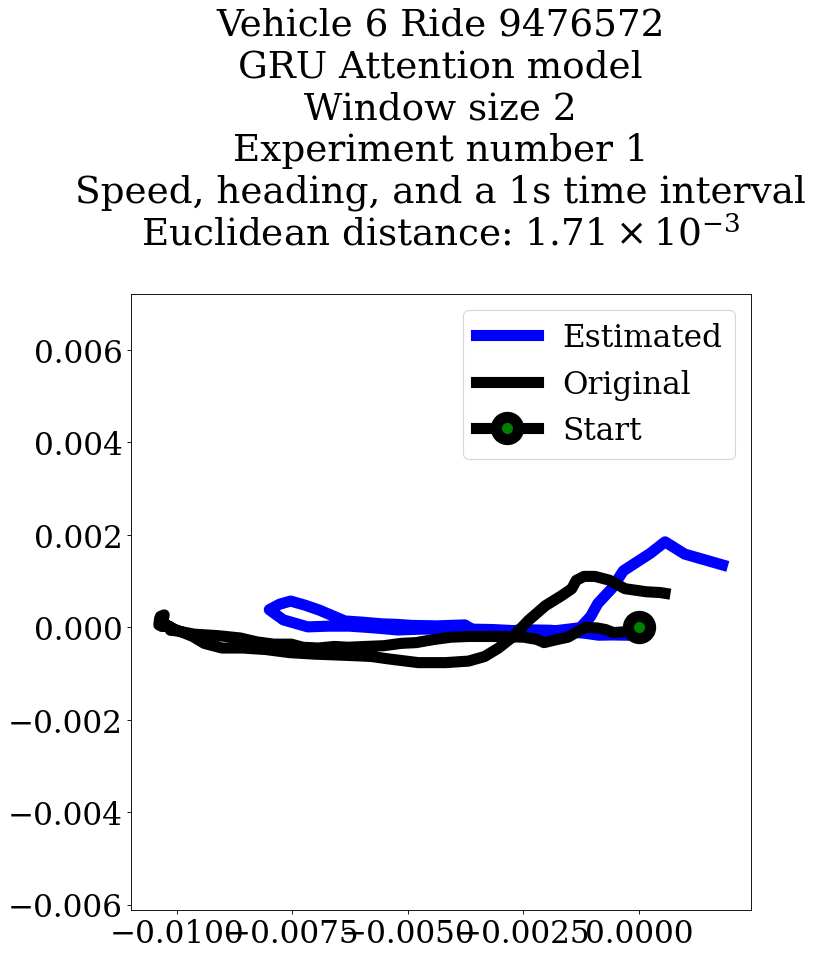 Vehicle 6 Ride 9476572
GRU Attention model
Window size 2
Experiment number 1
Speed, heading, and a 1s time interval
Euclidean distance: 1.71 × 10⁻³
Estimated
Original
Start
0.006
0.004
0.002
0.000
−0.002
−0.004
−0.006
−0.0100 −0.0075 −0.0050 −0.0025 0.0000